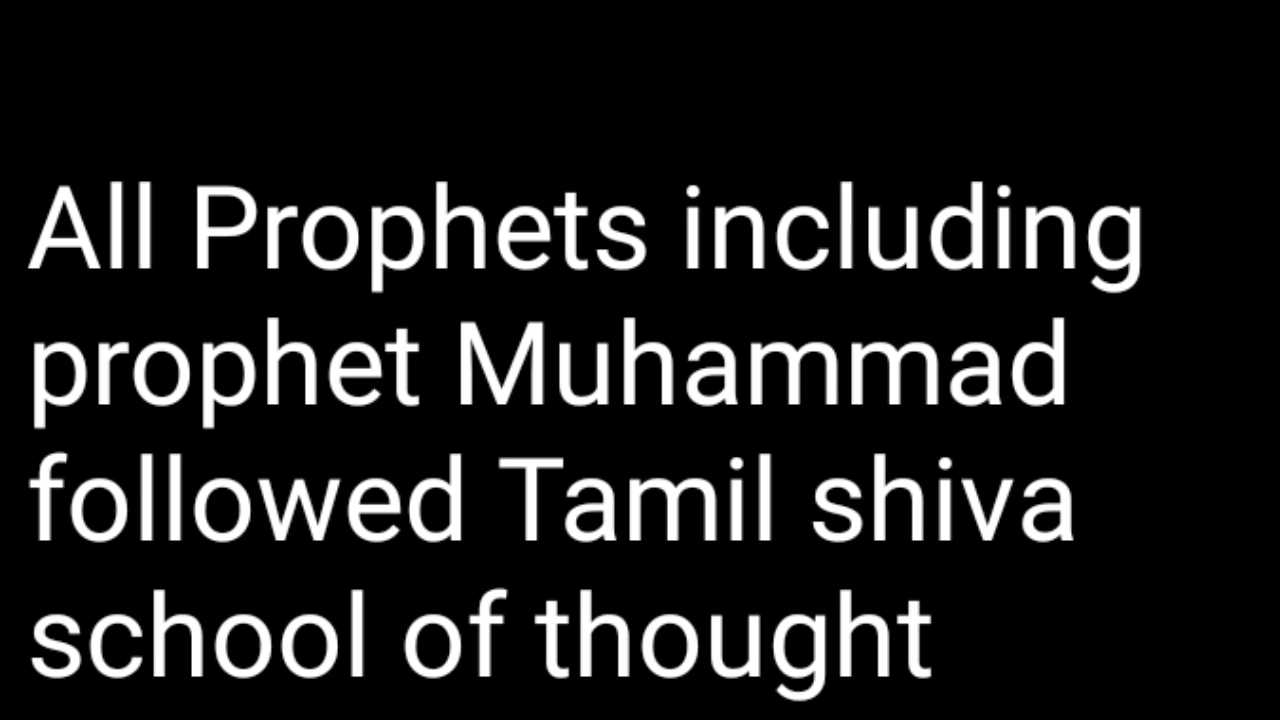 All Prophets including
prophet Muhammad
followed Tamil shiva
school of thought